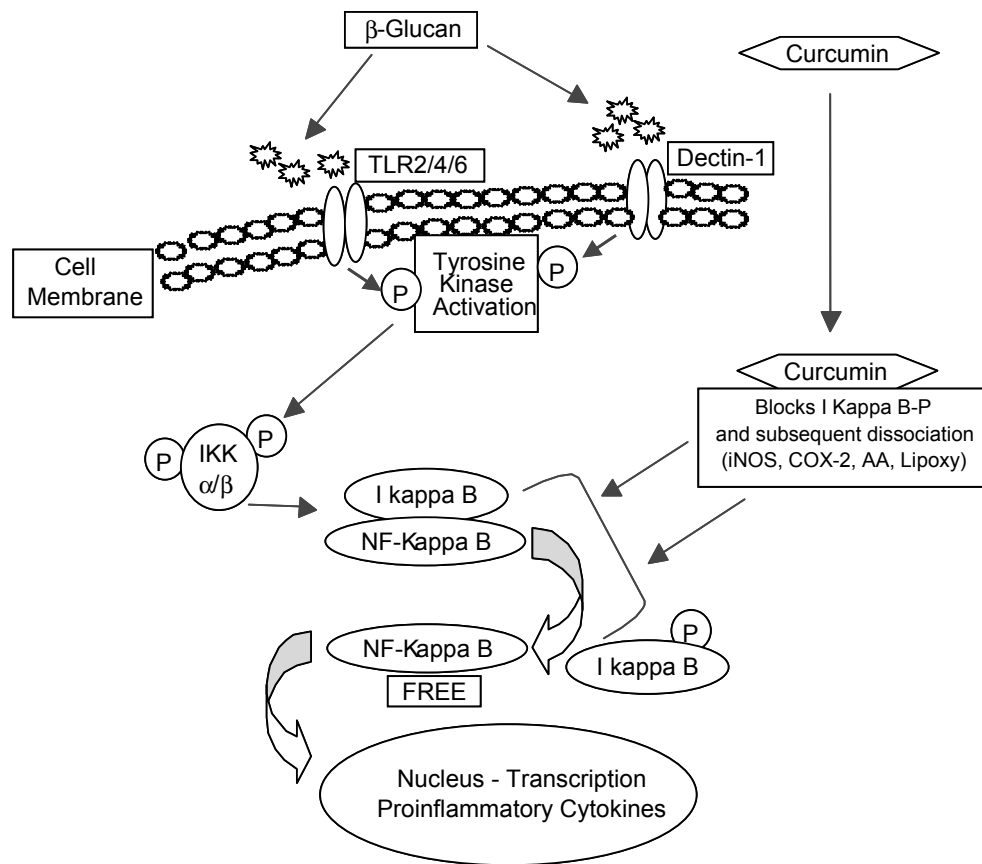 β-Glucan
Curcumin
TLR2/4/6
Dectin-1
Cell
Membrane
P
Tyrosine
Kinase
Activation
P
Curcumin
Blocks I Kappa B-P
and subsequent dissociation
(iNOS, COX-2, AA, Lipoxy)
P
IKK
α/β
P
I kappa B
NF-Kappa B
NF-Kappa B
FREE
P
I kappa B
Nucleus - Transcription
Proinflammatory Cytokines